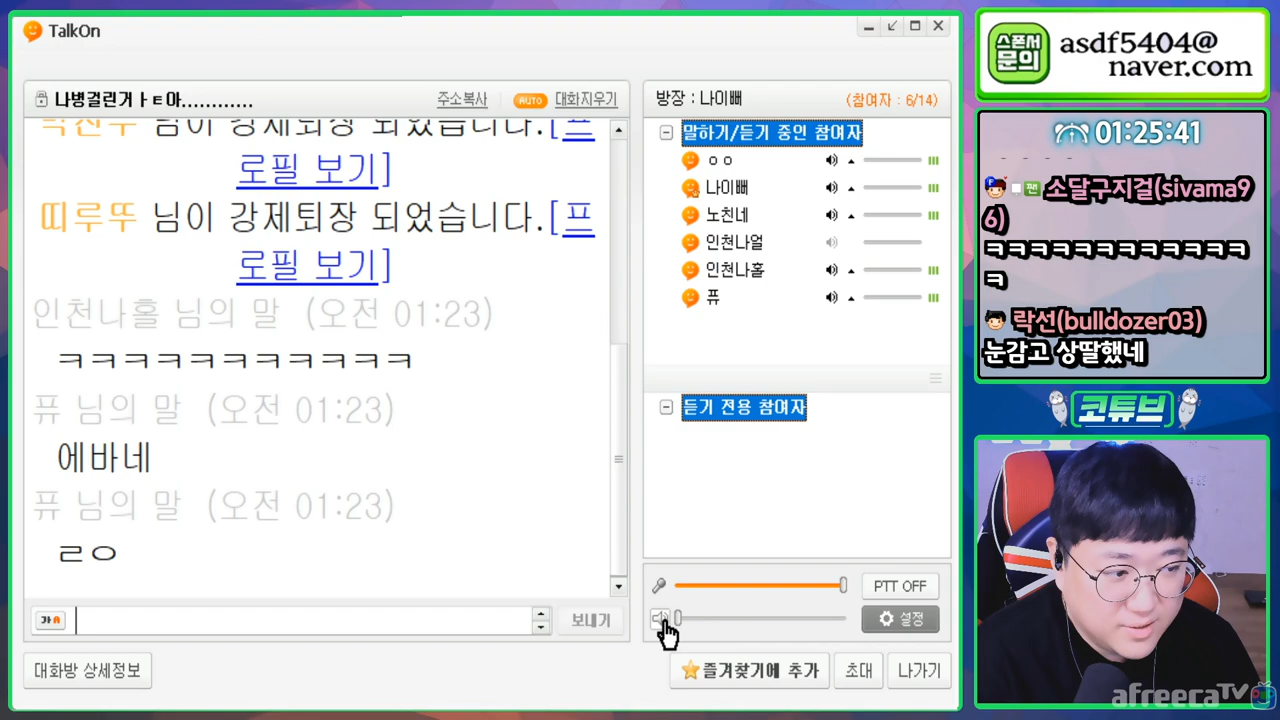 TalkOn
나병걸린거ㅏㅌ아............
주소복사
AUTO
대화지우기
님이 강제퇴장 되었습니다.[프
로필 보기]
띠루뚜 님이 강제퇴장 되었습니다.[프
로필 보기]
인천나홀 님의 말 (오전 01:23)
ㅋㅋㅋㅋㅋㅋㅋㅋㅋㅋㅋ
퓨 님의 말 (오전 01:23)
에바네
퓨 님의 말 (오전 01:23)
ㄹㅇ
보내기
대화방 상세정보
방장 : 나이뻐
(참여자 : 6/14)
말하기/듣기 중인 참여자
ㅇㅇ
나이뻐
노친네
인천나얼
인천나홀
퓨
듣기 전용 참여자
PTT OFF
설정
즐겨찾기에 추가
초대
나가기
스폰서
문의
asdf5404@
naver.com
01:25:41
F
팬
소달구지걸(sivama9
6)
ㅋㅋㅋㅋㅋㅋㅋㅋㅋㅋㅋㅋ
ㅋ
락선(bulldozer03)
눈감고 상딸했네
코튜브
afreecaTV